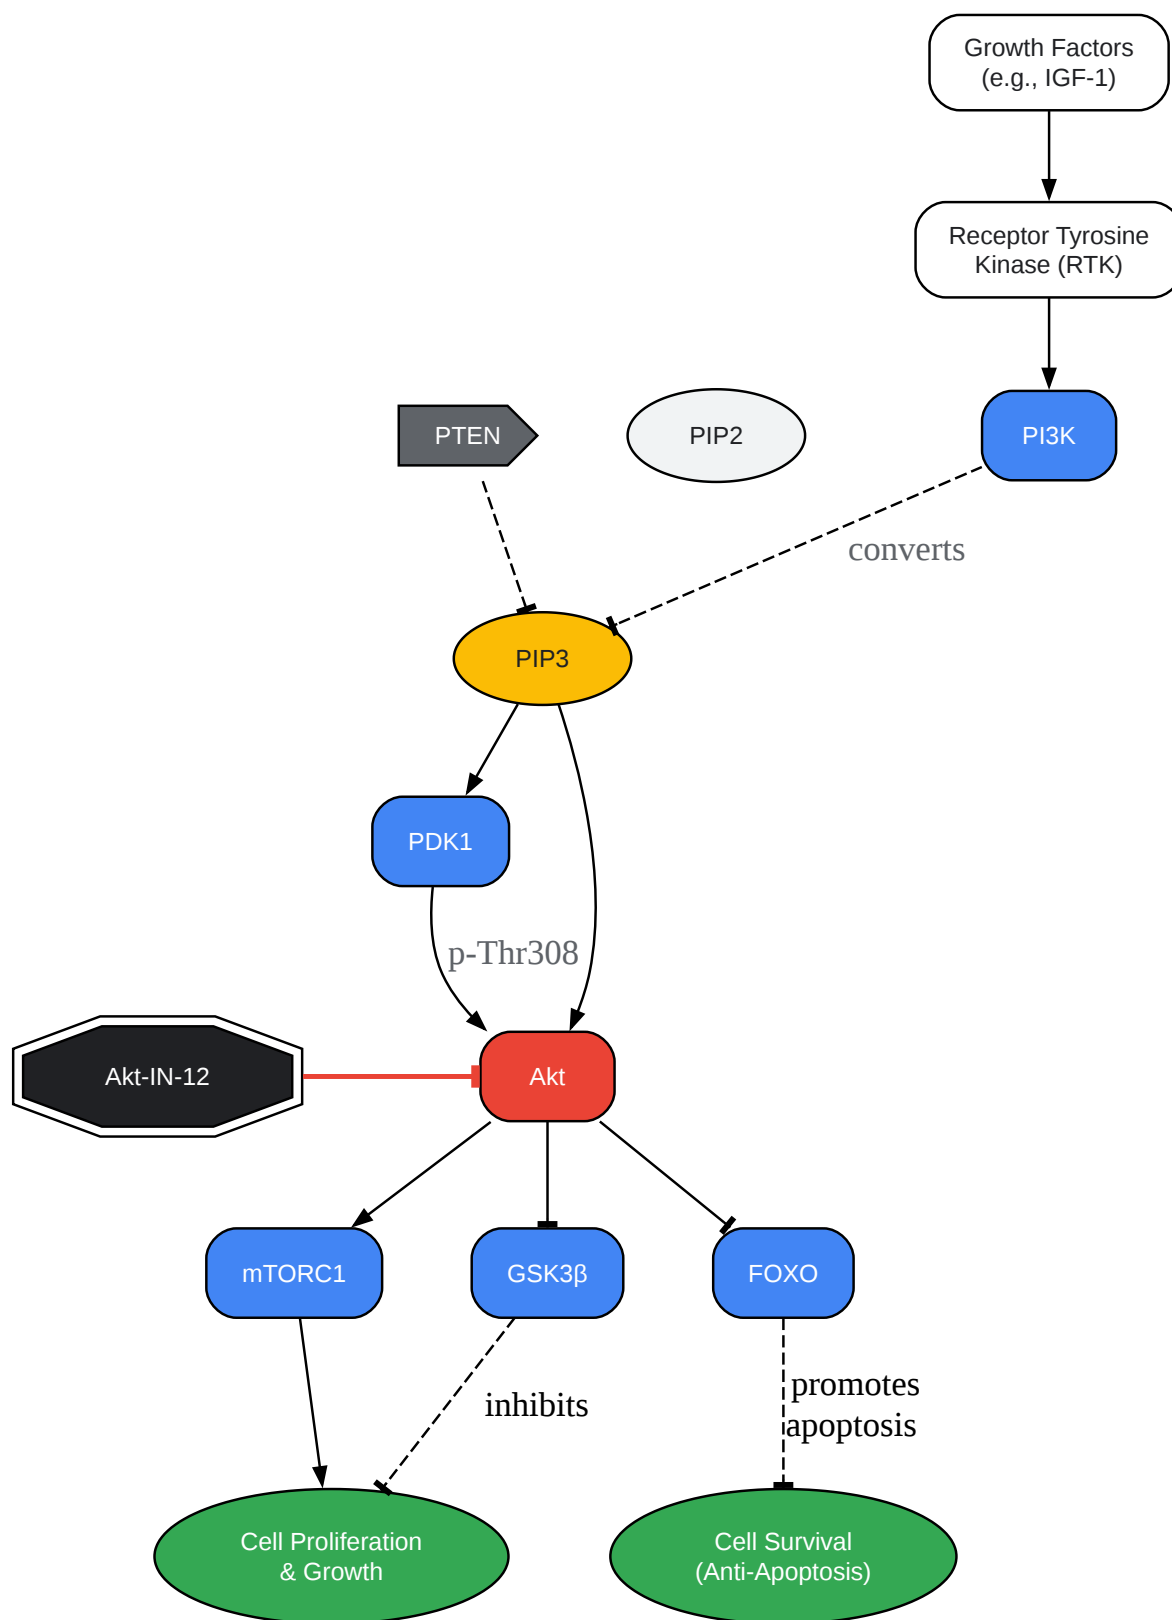 Growth Factors
(e.g., IGF-1)
Receptor Tyrosine
Kinase (RTK)
PTEN
PIP2
PI3K
converts
PIP3
PDK1
p-Thr308
Akt-IN-12
Akt
mTORC1
GSK3β
FOXO
inhibits
promotes
apoptosis
Cell Proliferation
& Growth
Cell Survival
(Anti-Apoptosis)